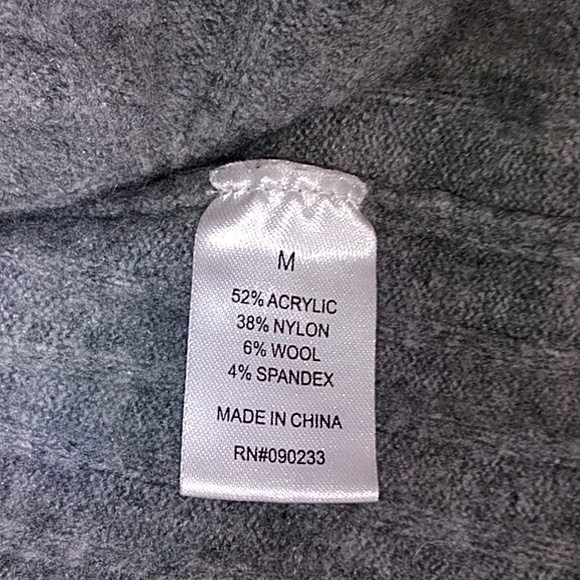 M
52% ACRYLIC
38% NYLON
6% WOOL
4% SPANDEX
MADE IN CHINA
RN#090233